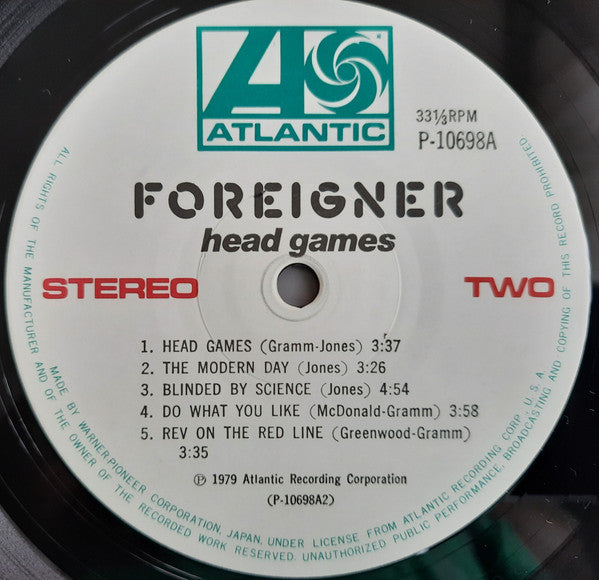 ATLANTIC
33⅓RPM
P-10698A
FOREIGNER
head games
STEREO
TWO
1. HEAD GAMES (Gramm-Jones) 3:37
2. THE MODERN DAY (Jones) 3:26
3. BLINDED BY SCIENCE (Jones) 4:54
4. DO WHAT YOU LIKE (McDonald-Gramm) 3:58
5. REV ON THE RED LINE (Greenwood-Gramm)
3:35
℗ 1979 Atlantic Recording Corporation
(P-10698A2)
ALL RIGHTS OF THE MANUFACTURER AND OF THE OWNER OF THE RECORDED WORK RESERVED. UNAUTHORIZED PUBLIC PERFORMANCE, BROADCASTING AND COPYING OF THIS RECORD PROHIBITED.
MADE BY WARNER-PIONEER CORPORATION, JAPAN, UNDER LICENSE FROM ATLANTIC RECORDING CORP., U.S.A.